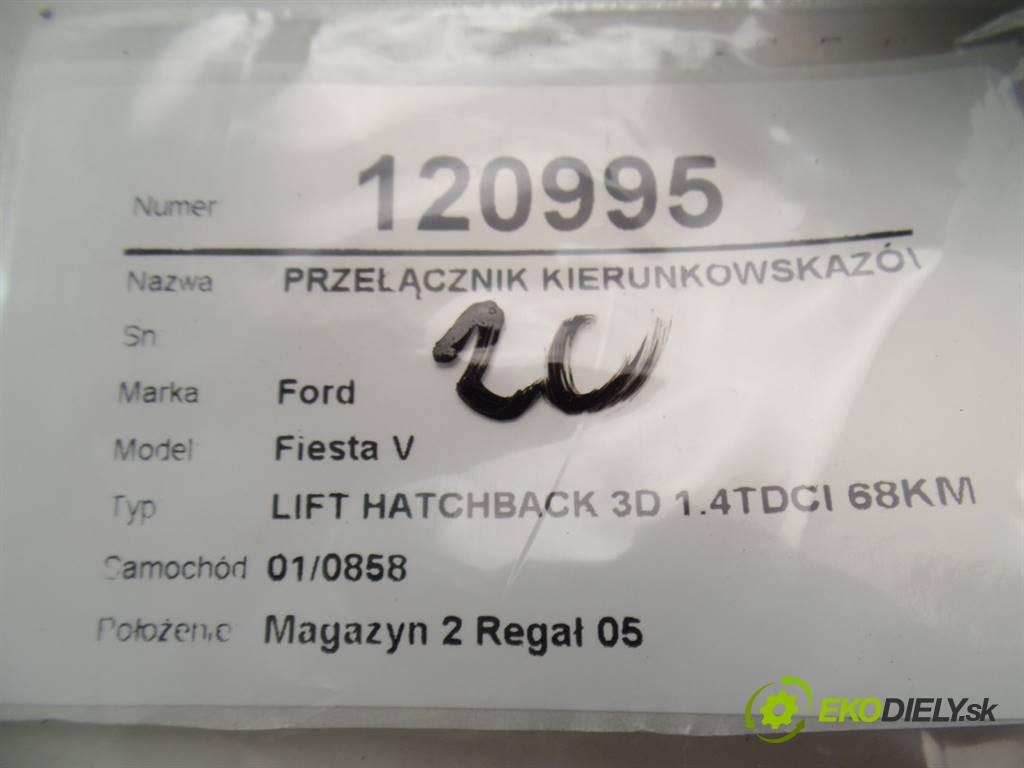 Numer 120995
Nazwa PRZEŁĄCZNIK KIERUNKOWSKAZÓ
Sn
20
Marka Ford
Model Fiesta V
Typ LIFT HATCHBACK 3D 1.4TDCI 68KM
Samochód 01/0858
Położenie Magazyn 2 Regał 05
EKODIELY.sk